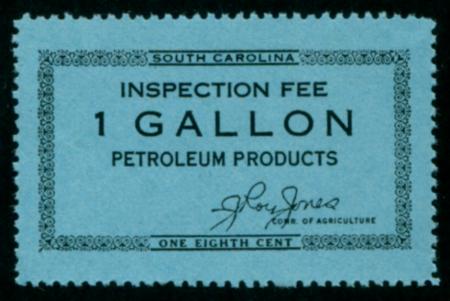 SOUTH CAROLINA
INSPECTION FEE
1 GALLON
PETROLEUM PRODUCTS
J Roy Jones
COMR. OF AGRICULTURE
ONE EIGHTH CENT